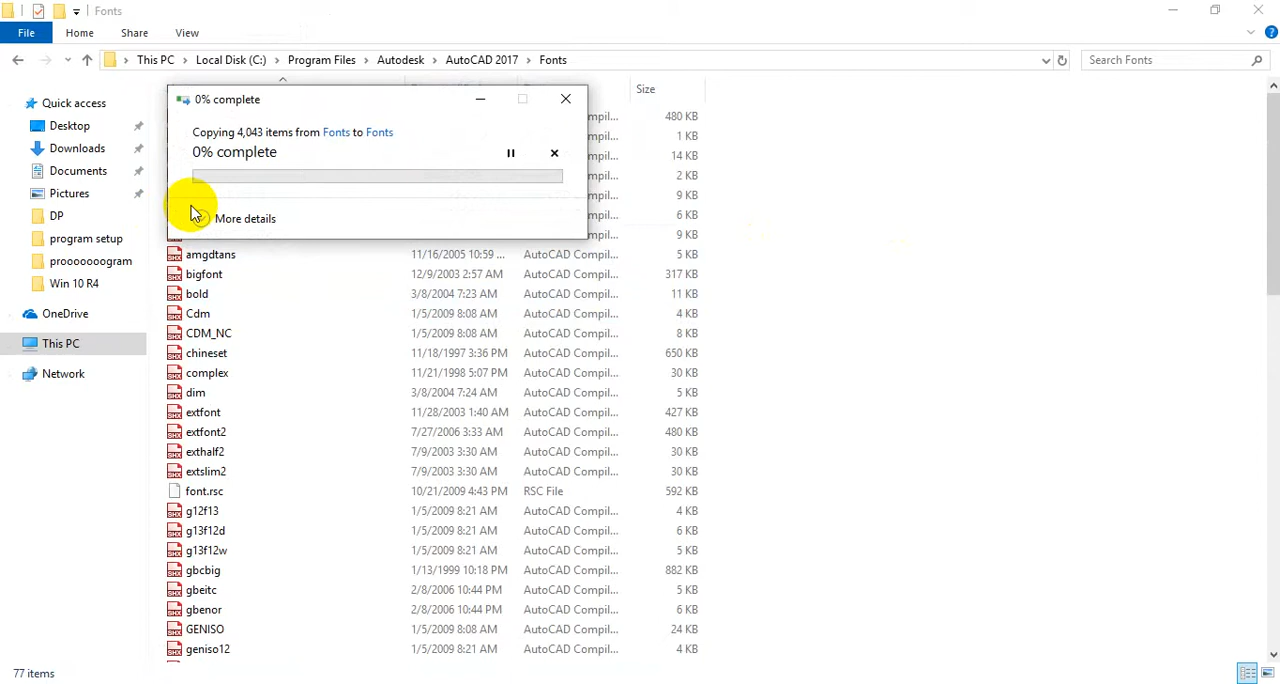 Fonts
File Home Share View
This PC Local Disk (C:) Program Files Autodesk AutoCAD 2017 Fonts Search Fonts
Size
0% complete
Copying 4,043 items from Fonts to Fonts
0% complete
More details
Quick access
Desktop
Downloads
Documents
Pictures
DP
program setup
prooooooogram
Win 10 R4
OneDrive
This PC
Network
mpil... 480 KB
mpil... 1 KB
mpil... 14 KB
mpil... 2 KB
mpil... 9 KB
mpil... 6 KB
mpil... 9 KB
amgdtans 11/16/2005 10:59 ... AutoCAD Compil... 5 KB
bigfont 12/9/2003 2:57 AM AutoCAD Compil... 317 KB
bold 3/8/2004 7:23 AM AutoCAD Compil... 11 KB
Cdm 1/5/2009 8:08 AM AutoCAD Compil... 4 KB
CDM_NC 1/5/2009 8:08 AM AutoCAD Compil... 8 KB
chineset 11/18/1997 3:36 PM AutoCAD Compil... 650 KB
complex 11/21/1998 5:07 PM AutoCAD Compil... 30 KB
dim 3/8/2004 7:24 AM AutoCAD Compil... 5 KB
extfont 11/28/2003 1:40 AM AutoCAD Compil... 427 KB
extfont2 7/27/2006 3:33 AM AutoCAD Compil... 480 KB
exthalf2 7/9/2003 3:30 AM AutoCAD Compil... 30 KB
extslim2 7/9/2003 3:30 AM AutoCAD Compil... 30 KB
font.rsc 10/21/2009 4:43 PM RSC File 592 KB
g12f13 1/5/2009 8:21 AM AutoCAD Compil... 4 KB
g13f12d 1/5/2009 8:21 AM AutoCAD Compil... 6 KB
g13f12w 1/5/2009 8:21 AM AutoCAD Compil... 5 KB
gbcbig 1/13/1999 10:18 PM AutoCAD Compil... 882 KB
gbeitc 2/8/2006 10:44 PM AutoCAD Compil... 6 KB
gbenor 2/8/2006 10:44 PM AutoCAD Compil... 6 KB
GENISO 1/5/2009 8:08 AM AutoCAD Compil... 24 KB
geniso12 1/5/2009 8:08 AM AutoCAD Compil... 4 KB
77 items